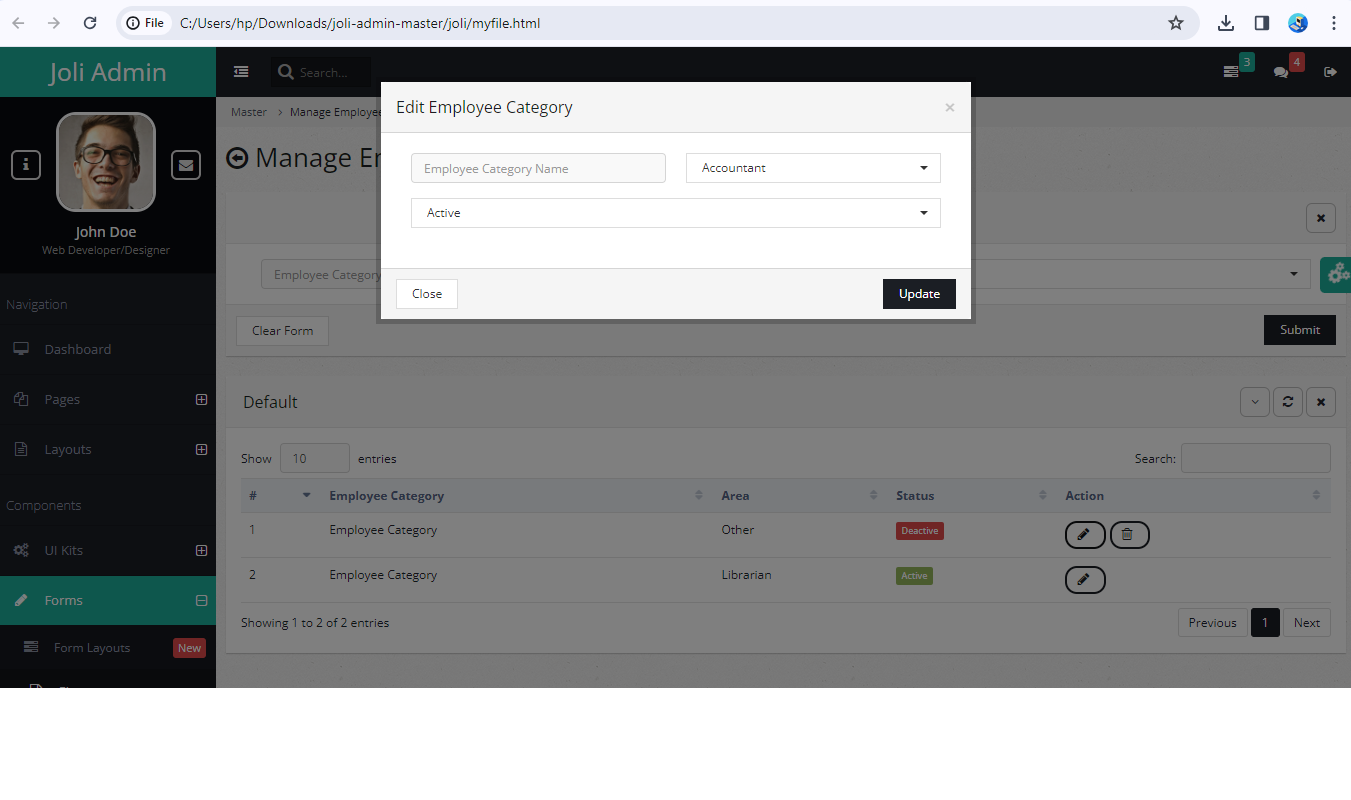 File C:/Users/hp/Downloads/joli-admin-master/joli/myfile.html
Joli Admin
Search...
3
4
Master > Manage Employee
Manage
Edit Employee Category
×
Employee Category Name
Accountant
Active
Close
Update
John Doe
Web Developer/Designer
Employee Category
Clear Form
Submit
Navigation
Dashboard
Pages
Layouts
Components
UI Kits
Forms
Form Layouts New
Default
Show 10 entries
Search:
# Employee Category Area Status Action
1 Employee Category Other Deactive
2 Employee Category Librarian Active
Showing 1 to 2 of 2 entries
Previous 1 Next